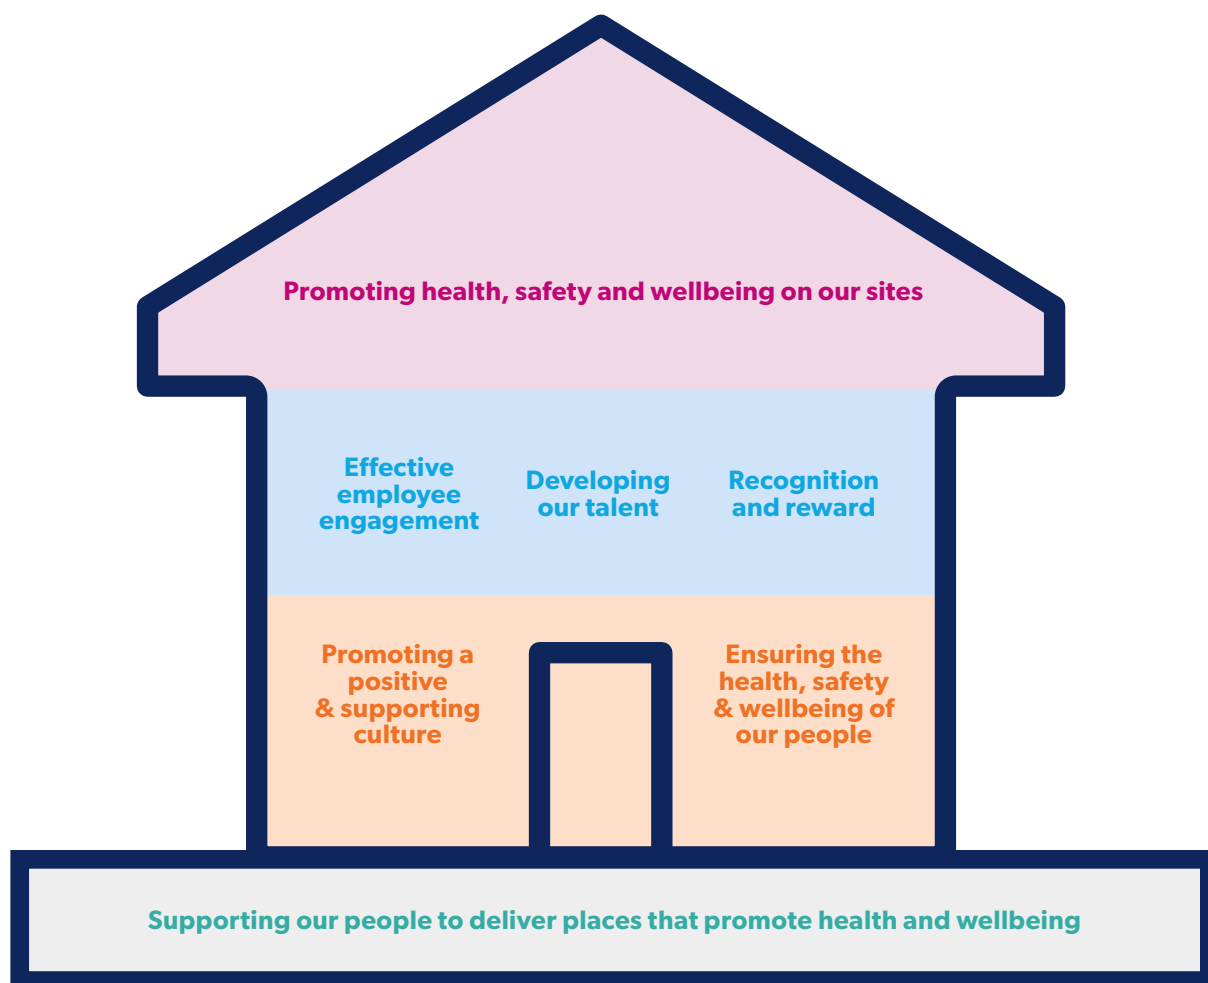 Promoting health, safety and wellbeing on our sites
Effective
employee
engagement
Developing
our talent
Recognition
and reward
Promoting a
positive
& supporting
culture
Ensuring the
health, safety
& wellbeing of
our people
Supporting our people to deliver places that promote health and wellbeing